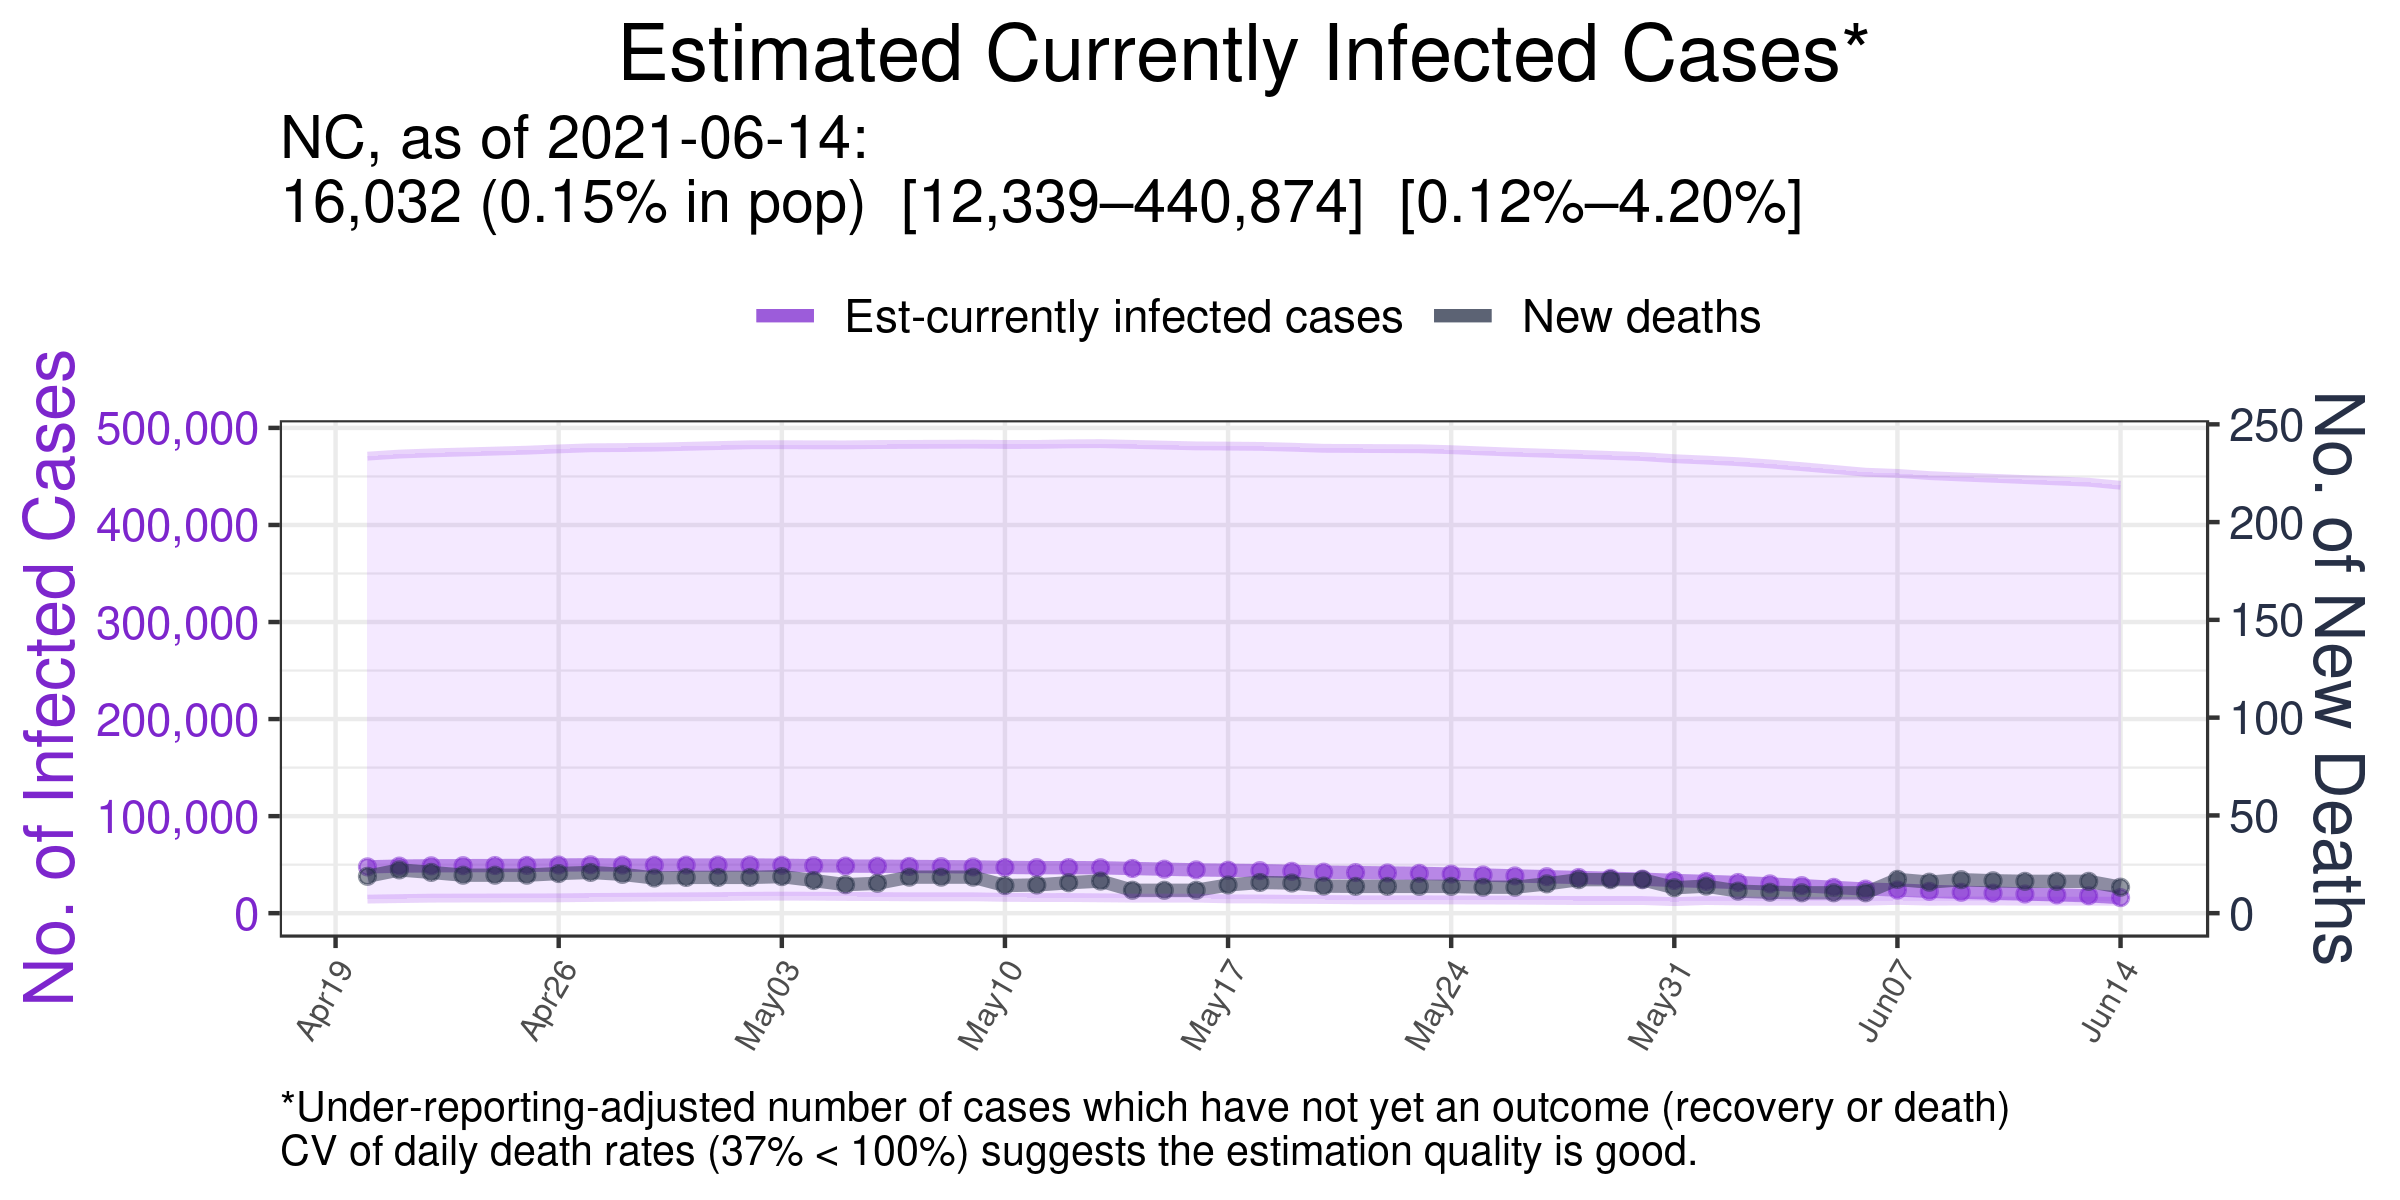 Estimated Currently Infected Cases*
NC, as of 2021-06-14:
16,032 (0.15% in pop)  [12,339–440,874]  [0.12%–4.20%]
Est-currently infected cases
New deaths
No. of Infected Cases
500,000
400,000
300,000
200,000
100,000
0
250
200
150
100
50
0
No. of New Deaths
Apr19
Apr26
May03
May10
May17
May24
May31
Jun07
Jun14
*Under-reporting-adjusted number of cases which have not yet an outcome (recovery or death)
CV of daily death rates (37% < 100%) suggests the estimation quality is good.